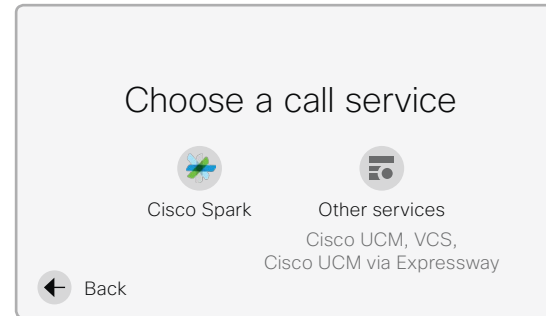 Choose a call service
Cisco Spark
Other services
Cisco UCM, VCS,
Cisco UCM via Expressway
Back